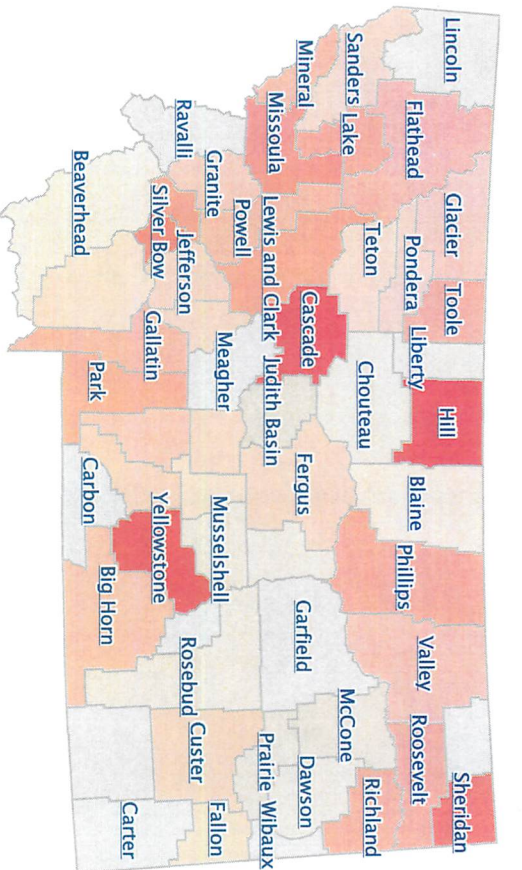 Lincoln
Sanders
Mineral
Flathead
Lake
Missoula
Glacier
Toole
Pondera
Liberty
Teton
Ravalli
Granite
Powell
Lewis and Clark
Cascade
Hill
Chouteau
Blaine
Beaverhead
Silver Bow
Jefferson
Gallatin
Meagher
Judith Basin
Fergus
Phillips
Park
Carbon
Yellowstone
Musselshell
Big Horn
Rosebud
Garfield
Valley
McCone
Roosevelt
Sheridan
Richland
Dawson
Prairie
Wibaux
Custer
Fallon
Carter